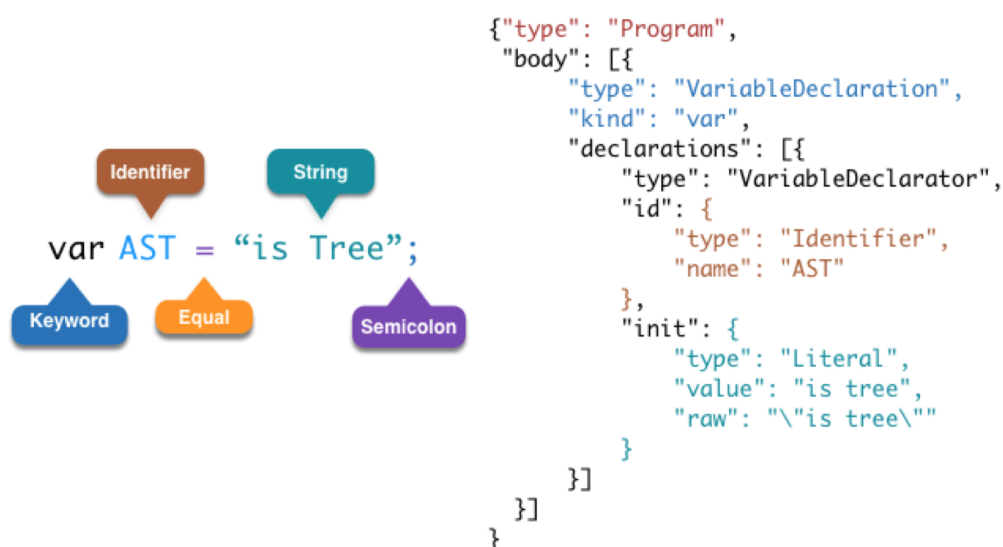 Identifier
String
var AST = “is Tree”;
Keyword
Equal
Semicolon
{"type": "Program",
"body": [{
"type": "VariableDeclaration",
"kind": "var",
"declarations": [{
"type": "VariableDeclarator",
"id": {
"type": "Identifier",
"name": "AST"
},
"init": {
"type": "Literal",
"value": "is tree",
"raw": "\"is tree\""
}
}]
}]
}